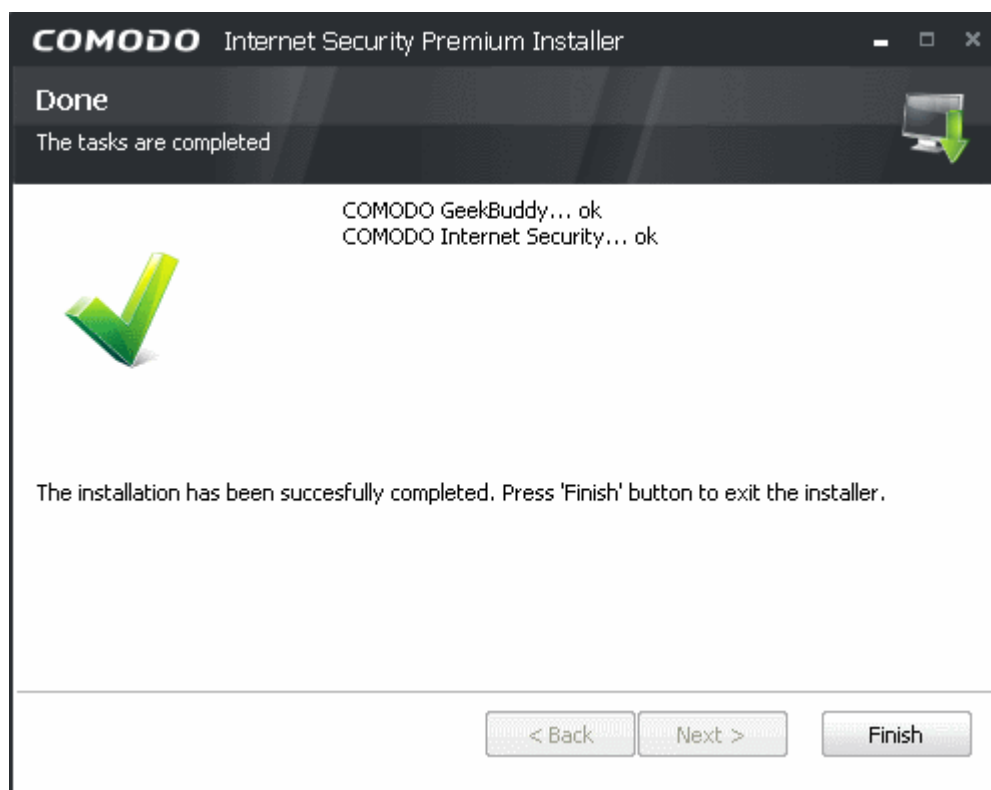 COMODO Internet Security Premium Installer
Done
The tasks are completed
COMODO GeekBuddy... ok
COMODO Internet Security... ok
The installation has been succesfully completed. Press 'Finish' button to exit the installer.
< Back Next > Finish